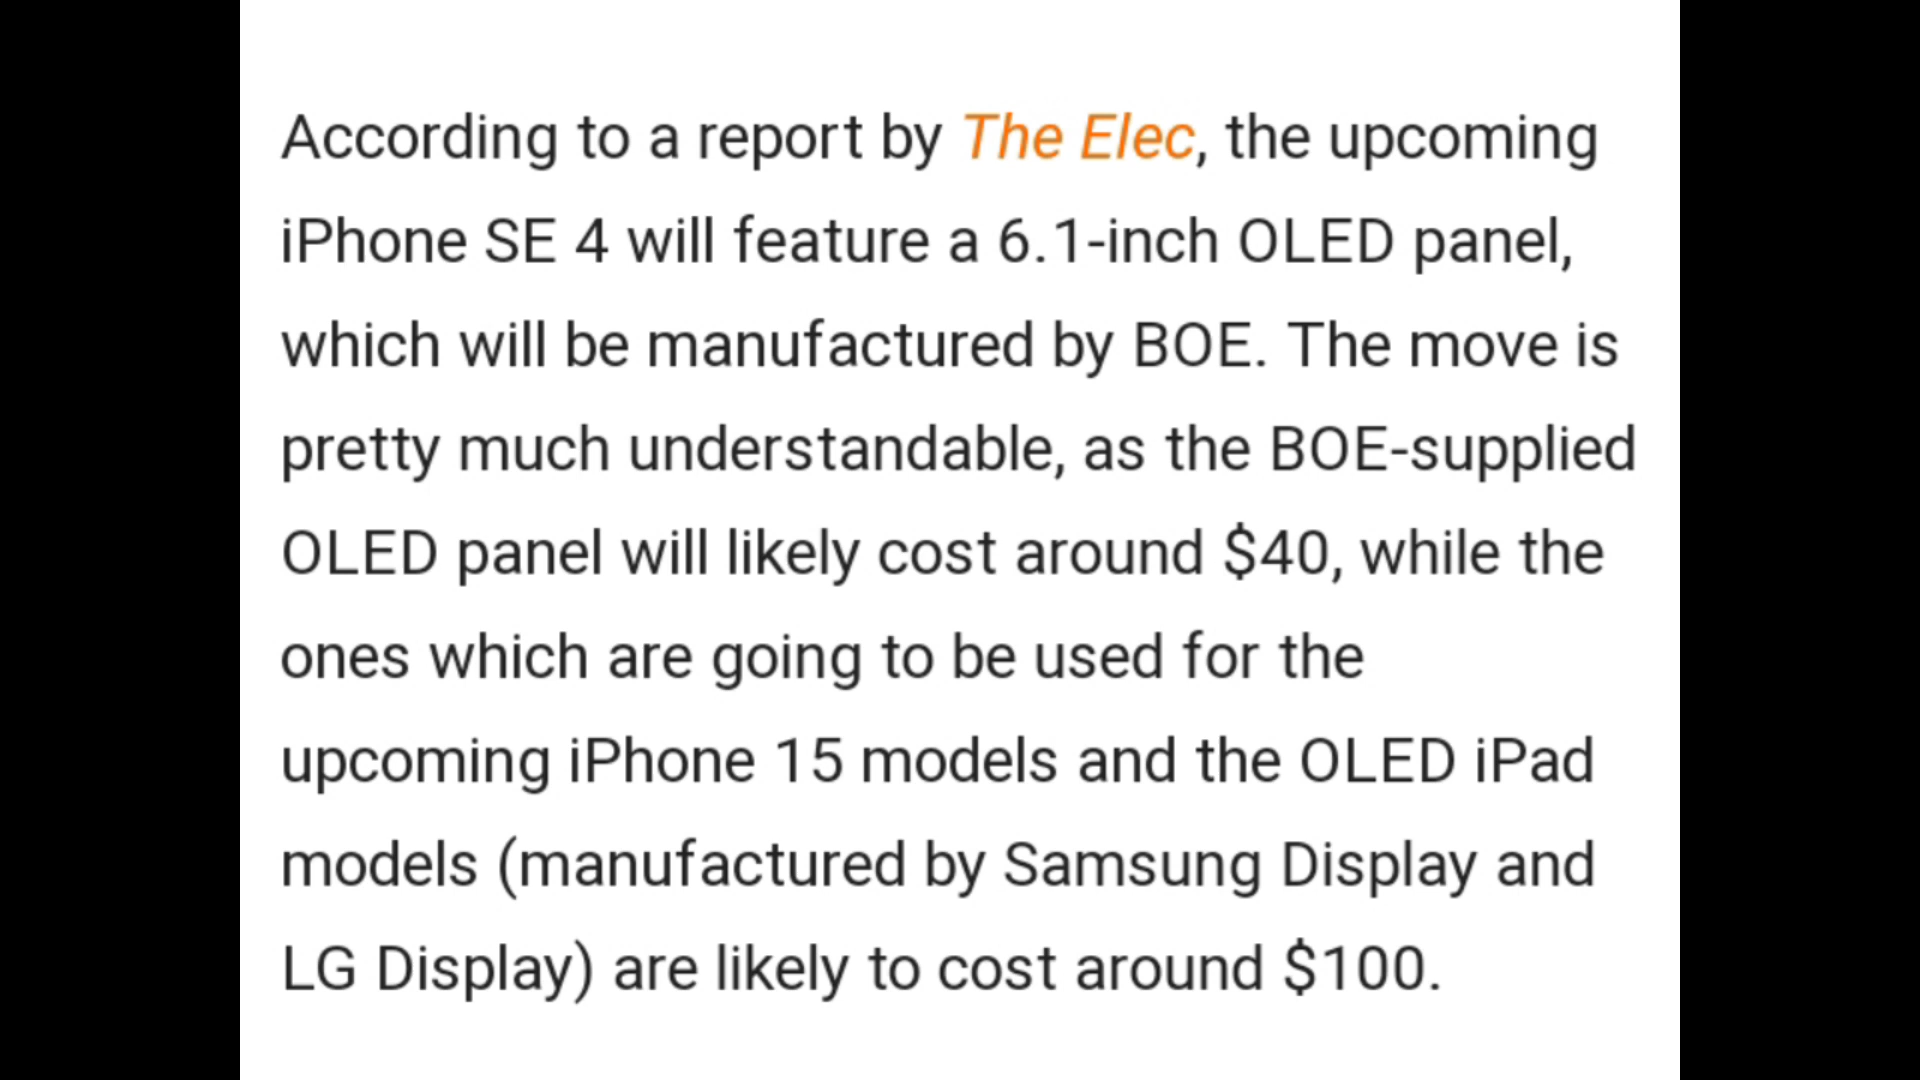 According to a report by The Elec, the upcoming
iPhone SE 4 will feature a 6.1-inch OLED panel,
which will be manufactured by BOE. The move is
pretty much understandable, as the BOE-supplied
OLED panel will likely cost around $40, while the
ones which are going to be used for the
upcoming iPhone 15 models and the OLED iPad
models (manufactured by Samsung Display and
LG Display) are likely to cost around $100.